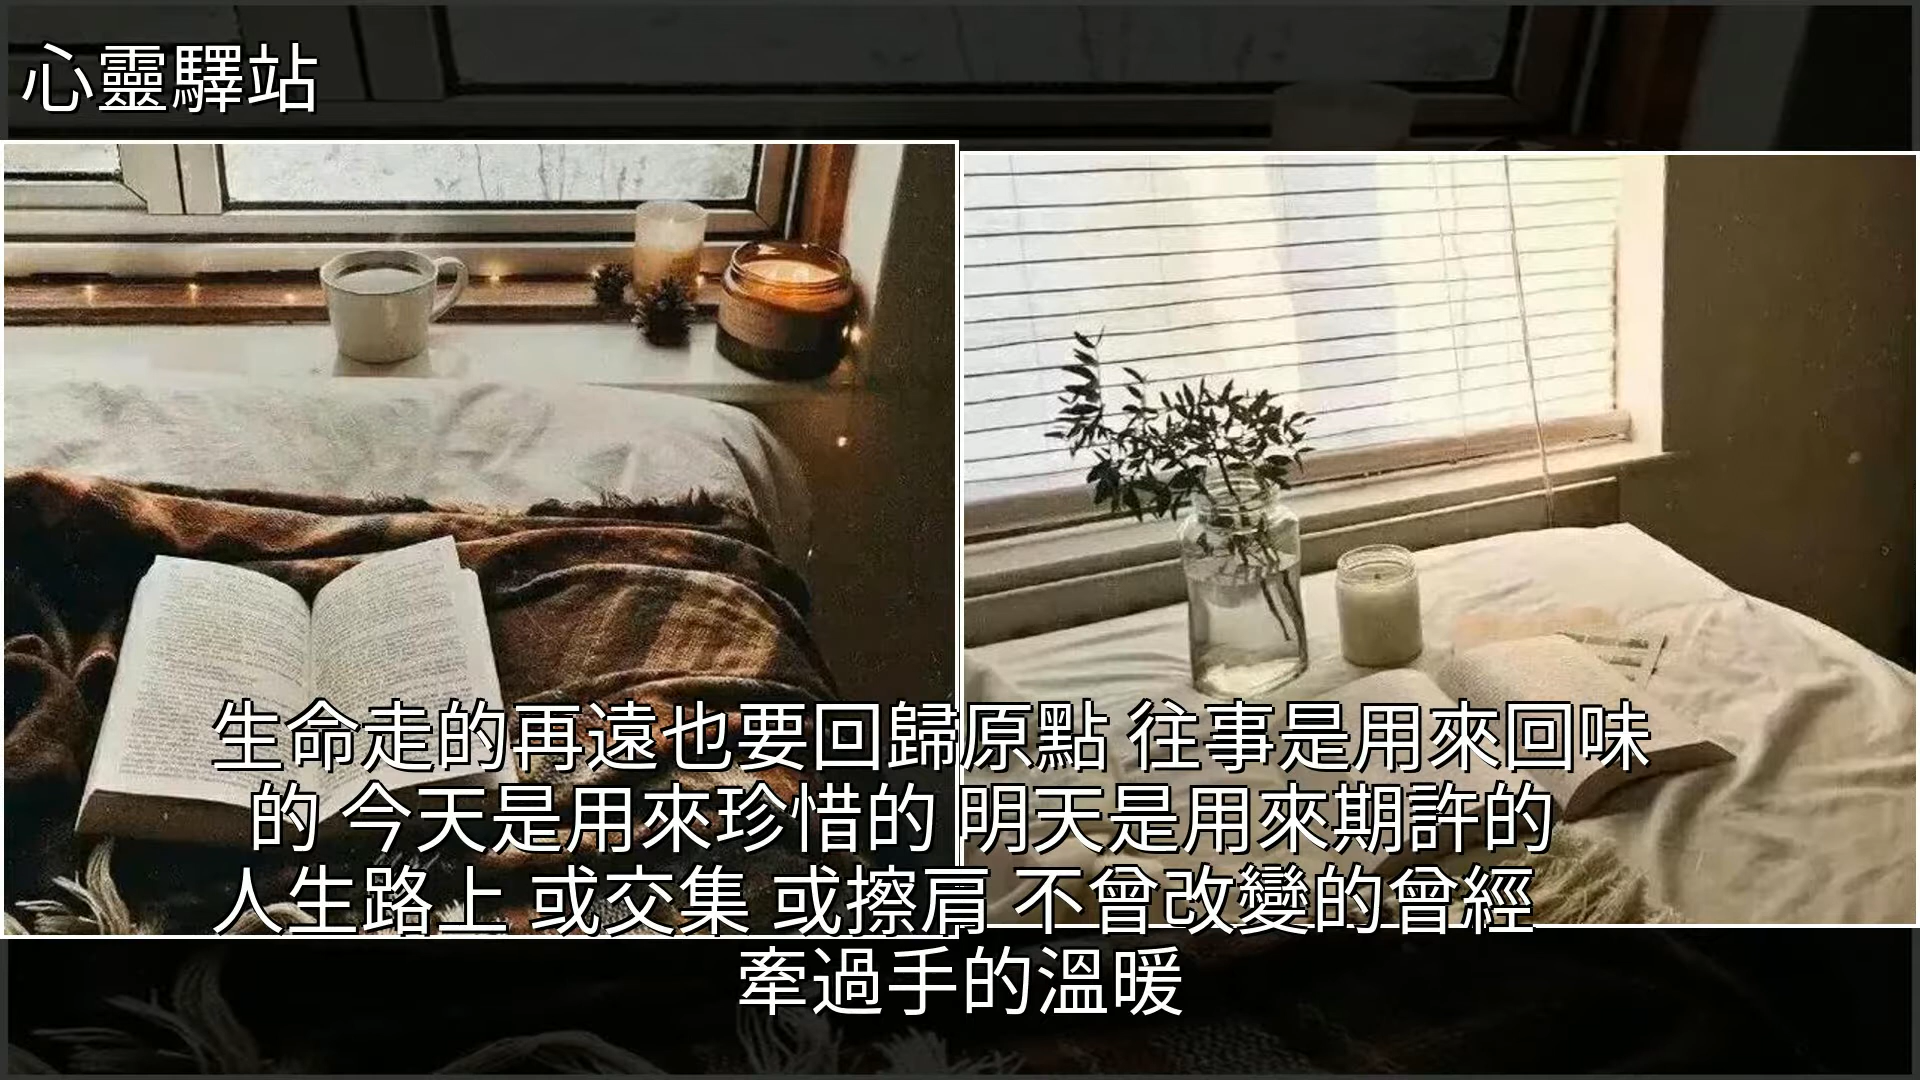 心靈驛站
生命走的再遠也要回歸原點 往事是用來回味
的 今天是用來珍惜的 明天是用來期許的
人生路上 或交集 或擦肩 不曾改變的曾經
牽過手的溫暖